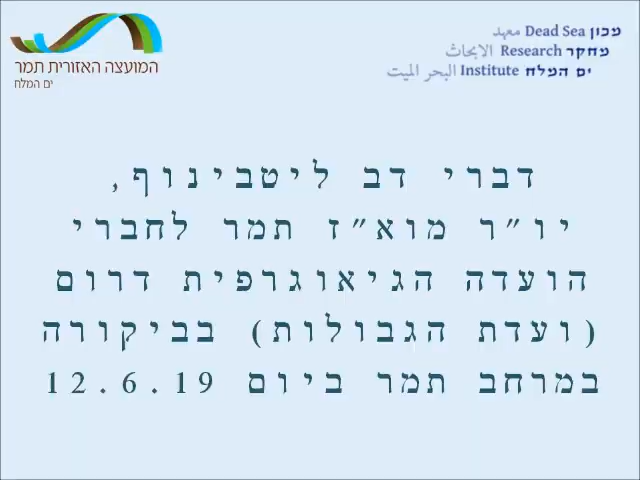 המועצה האזורית תמר
ים המלח
מכון Dead Sea معهد
מחקר Research الابحاث
ים המלח Institute البحر الميت
דברי דב ליטבינוף,
יו"ר מוא"ז תמר לחברי
הועדה הגיאוגרפית דרום
(ועדת הגבולות) בביקורה
במרחב תמר ביום 12.6.19